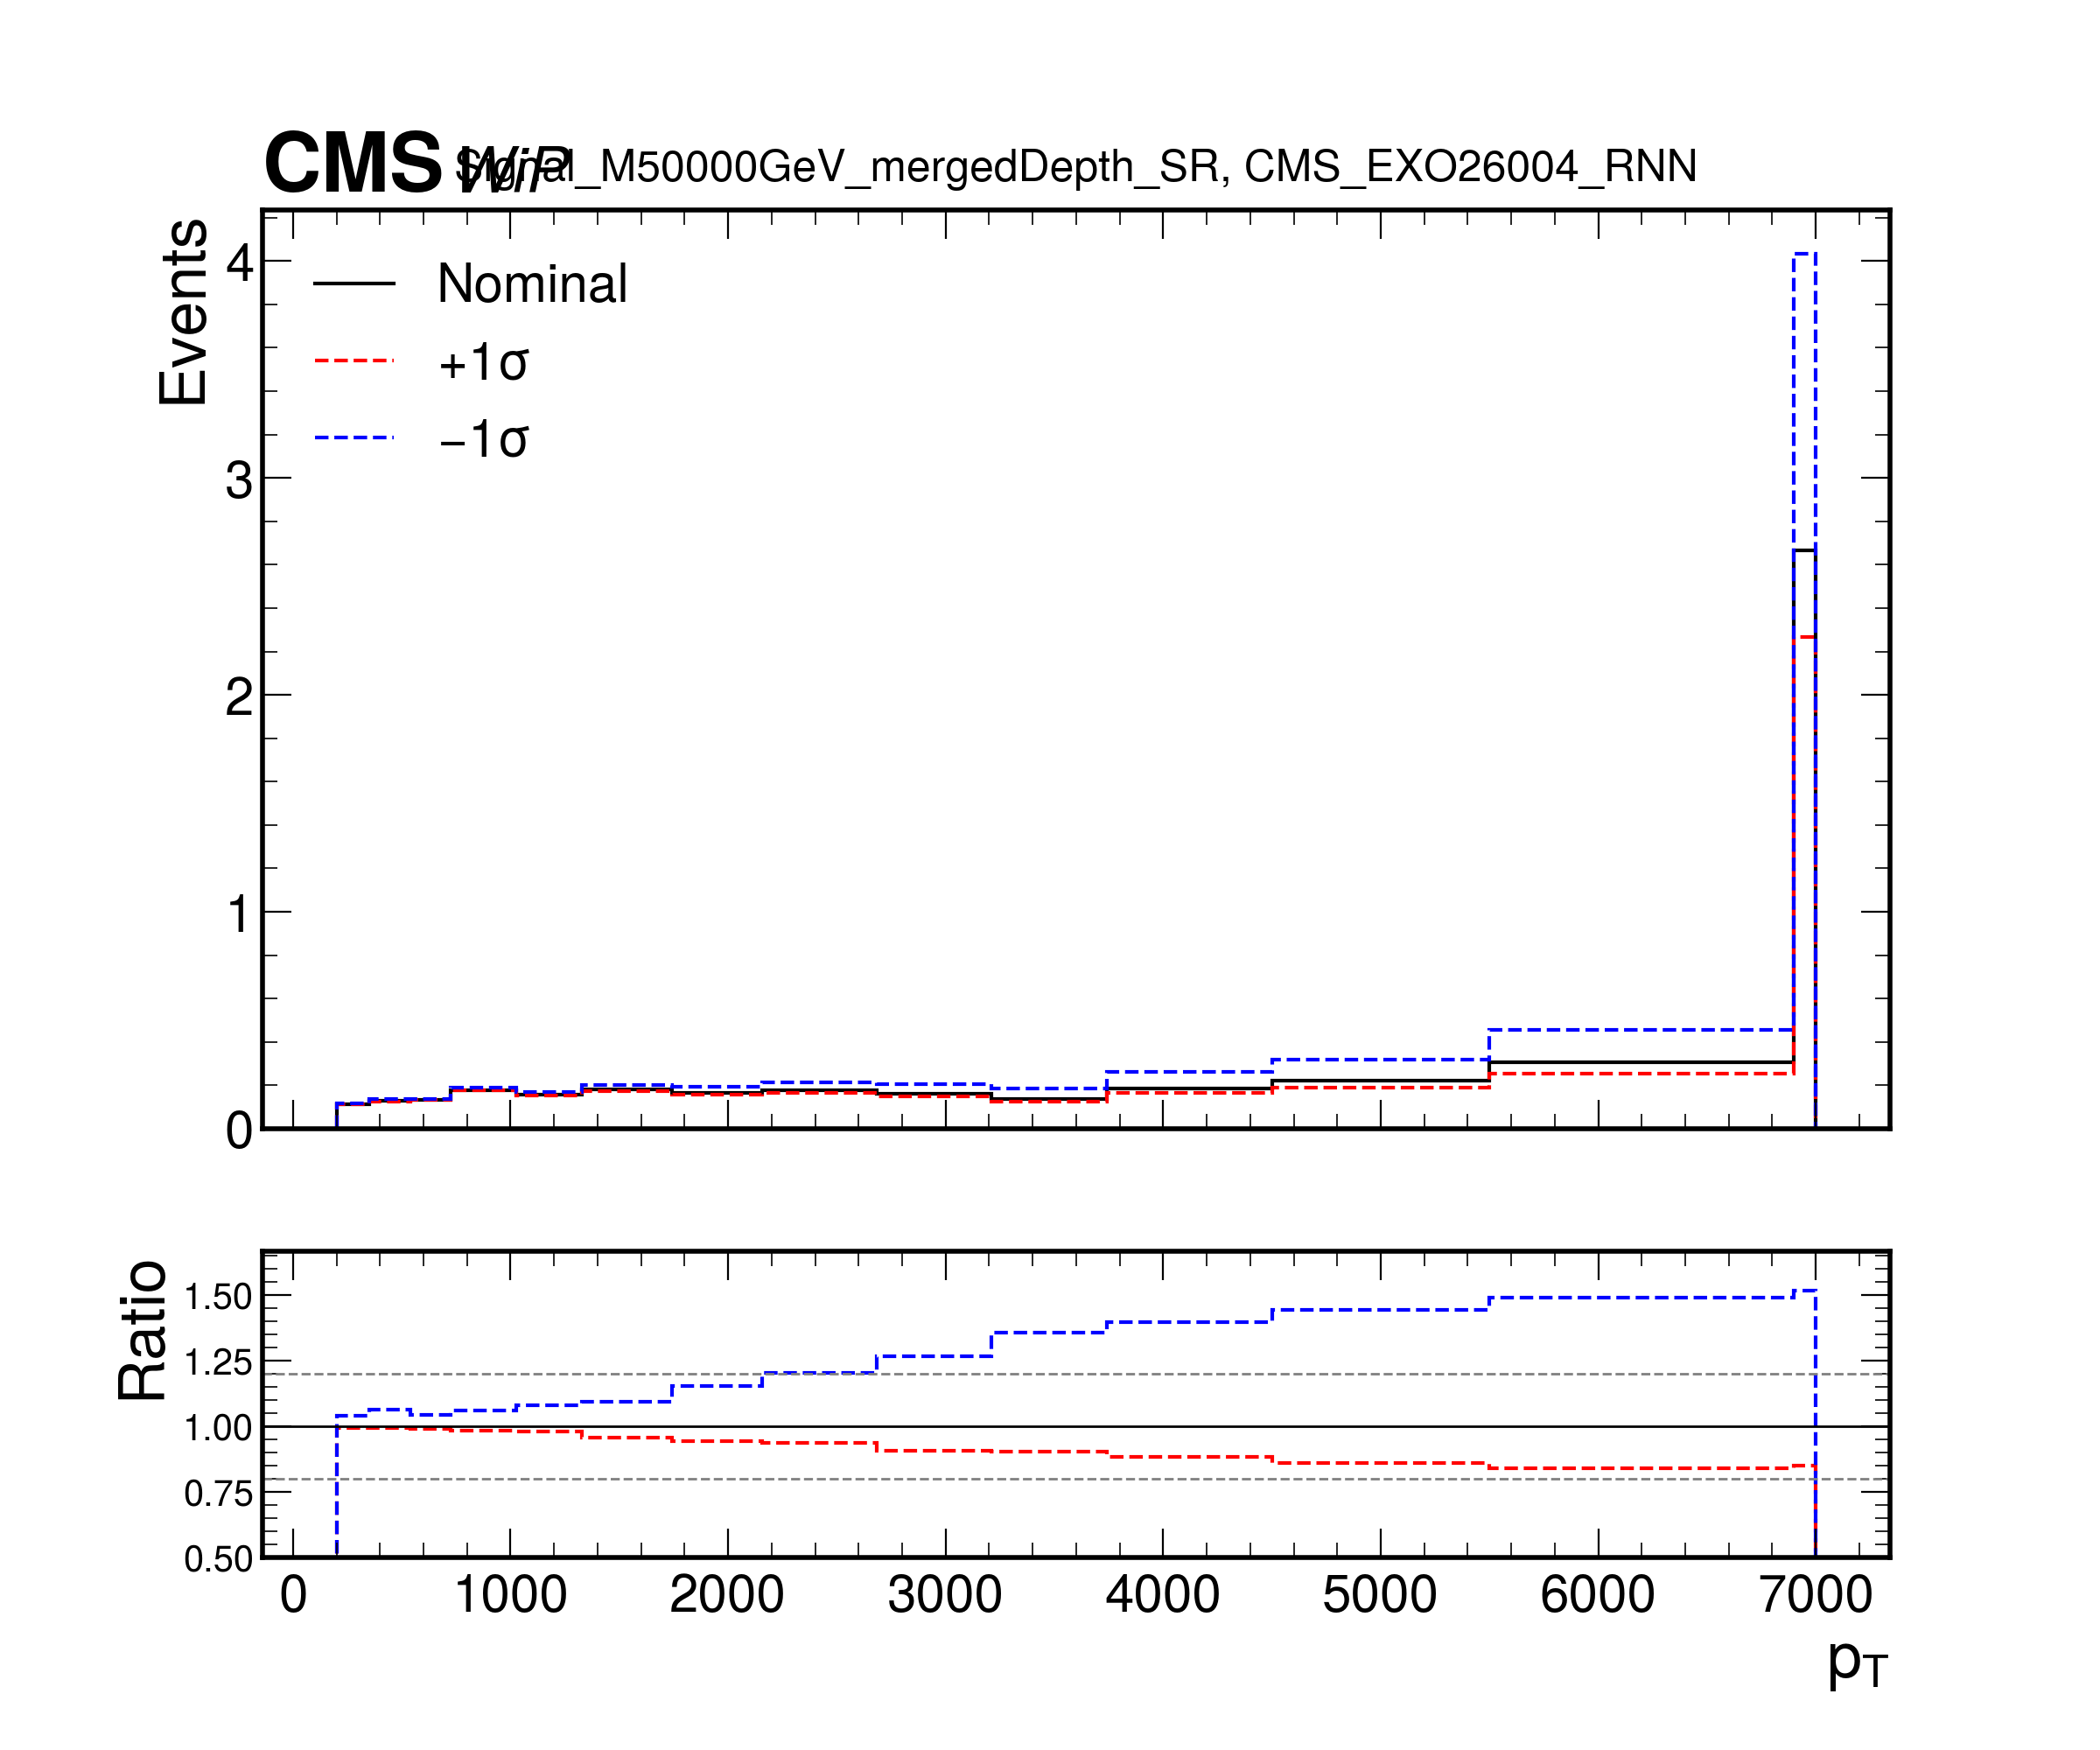 CMS WiP Signal_M50000GeV_mergedDepth_SR, CMS_EXO26004_RNN
Events
4
3
2
1
0
Nominal
+1σ
−1σ
Ratio
1.50
1.25
1.00
0.75
0.50
0 1000 2000 3000 4000 5000 6000 7000
pT